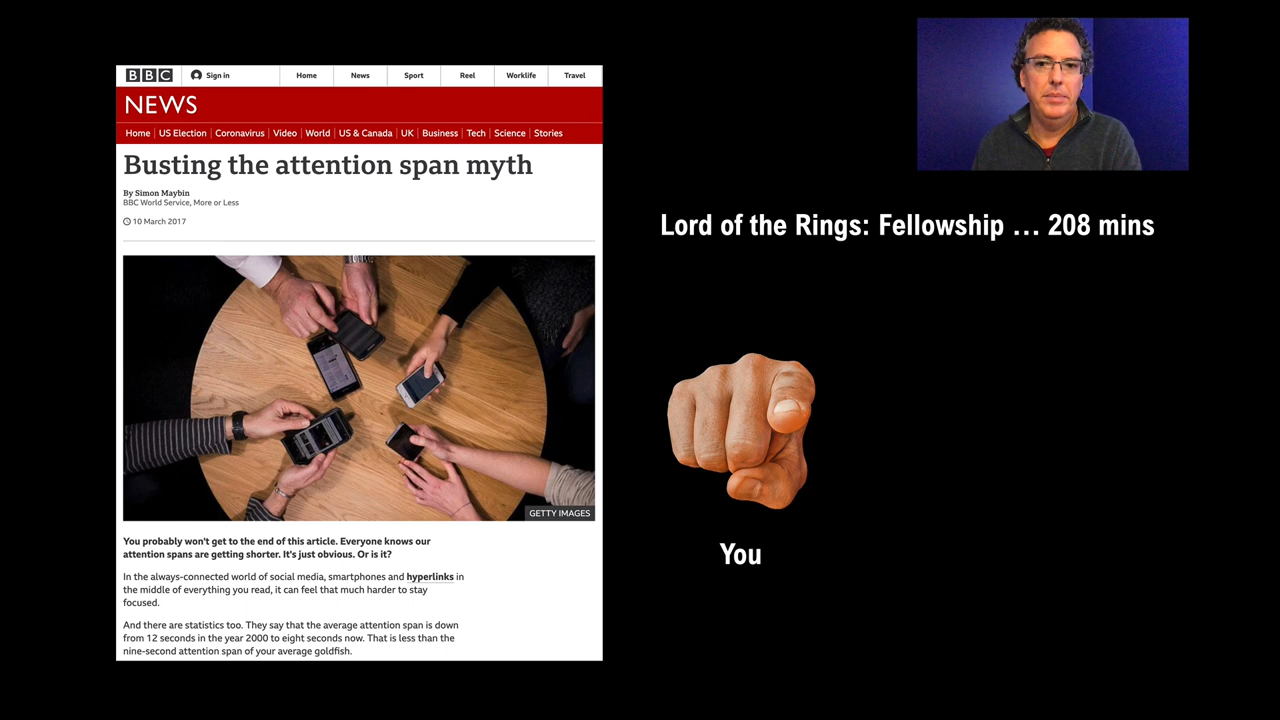 BBC
Sign in
Home
News
Sport
Reel
Worklife
Travel
NEWS
Home | US Election | Coronavirus | Video | World | US & Canada | UK | Business | Tech | Science | Stories
Busting the attention span myth
By Simon Maybin
BBC World Service, More or Less
10 March 2017
GETTY IMAGES
You probably won't get to the end of this article. Everyone knows our
attention spans are getting shorter. It's just obvious. Or is it?
In the always-connected world of social media, smartphones and hyperlinks in
the middle of everything you read, it can feel that much harder to stay
focused.
And there are statistics too. They say that the average attention span is down
from 12 seconds in the year 2000 to eight seconds now. That is less than the
nine-second attention span of your average goldfish.
Lord of the Rings: Fellowship … 208 mins
You